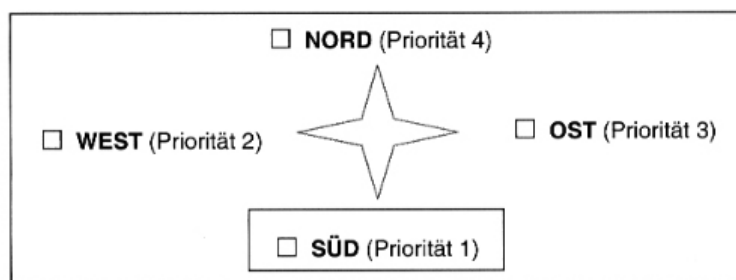 ☐ NORD (Priorität 4)
☐ WEST (Priorität 2)
☐ OST (Priorität 3)
☐ SÜD (Priorität 1)